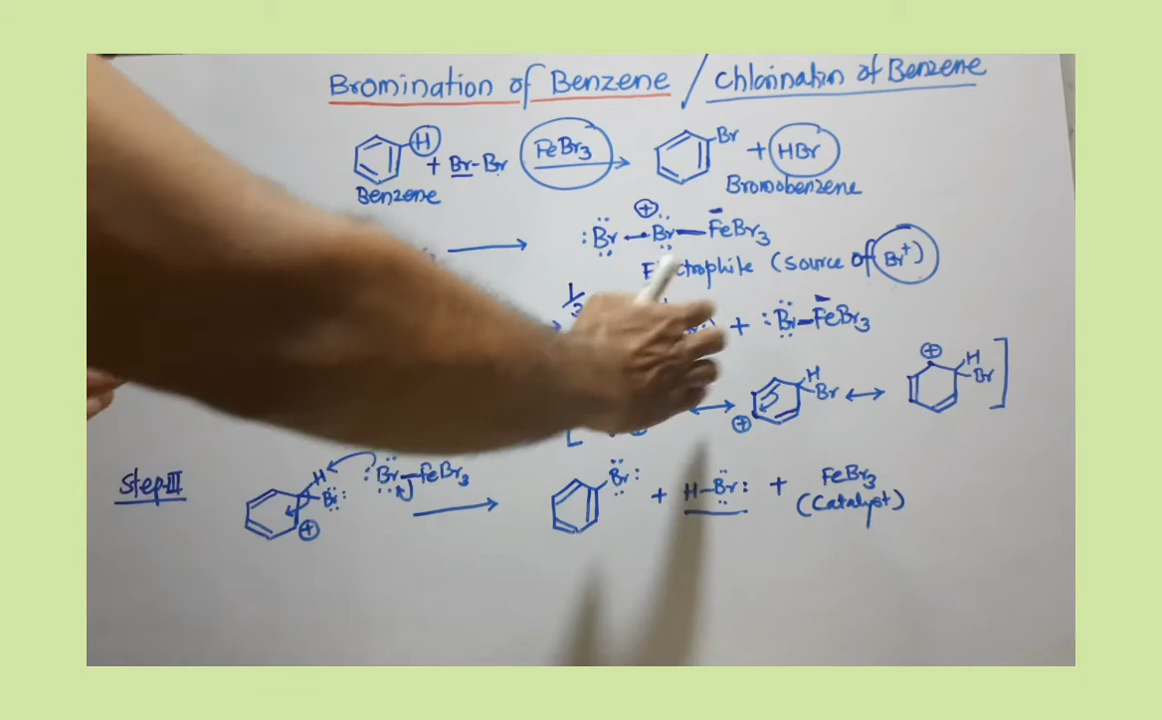 Bromination of Benzene / Chlorination of Benzene
H + Br-Br FeBr3 Br + HBr
Benzene Bromobenzene
:Br Br FeBr3
⊕
Electrophile (source of Br+)
+ :Br-FeBr3
H Br ↔ H Br ]
⊕ ⊕
Step-III H Br: :Br-FeBr3 Br: + H-Br: + FeBr3
⊕ (Catalyst)